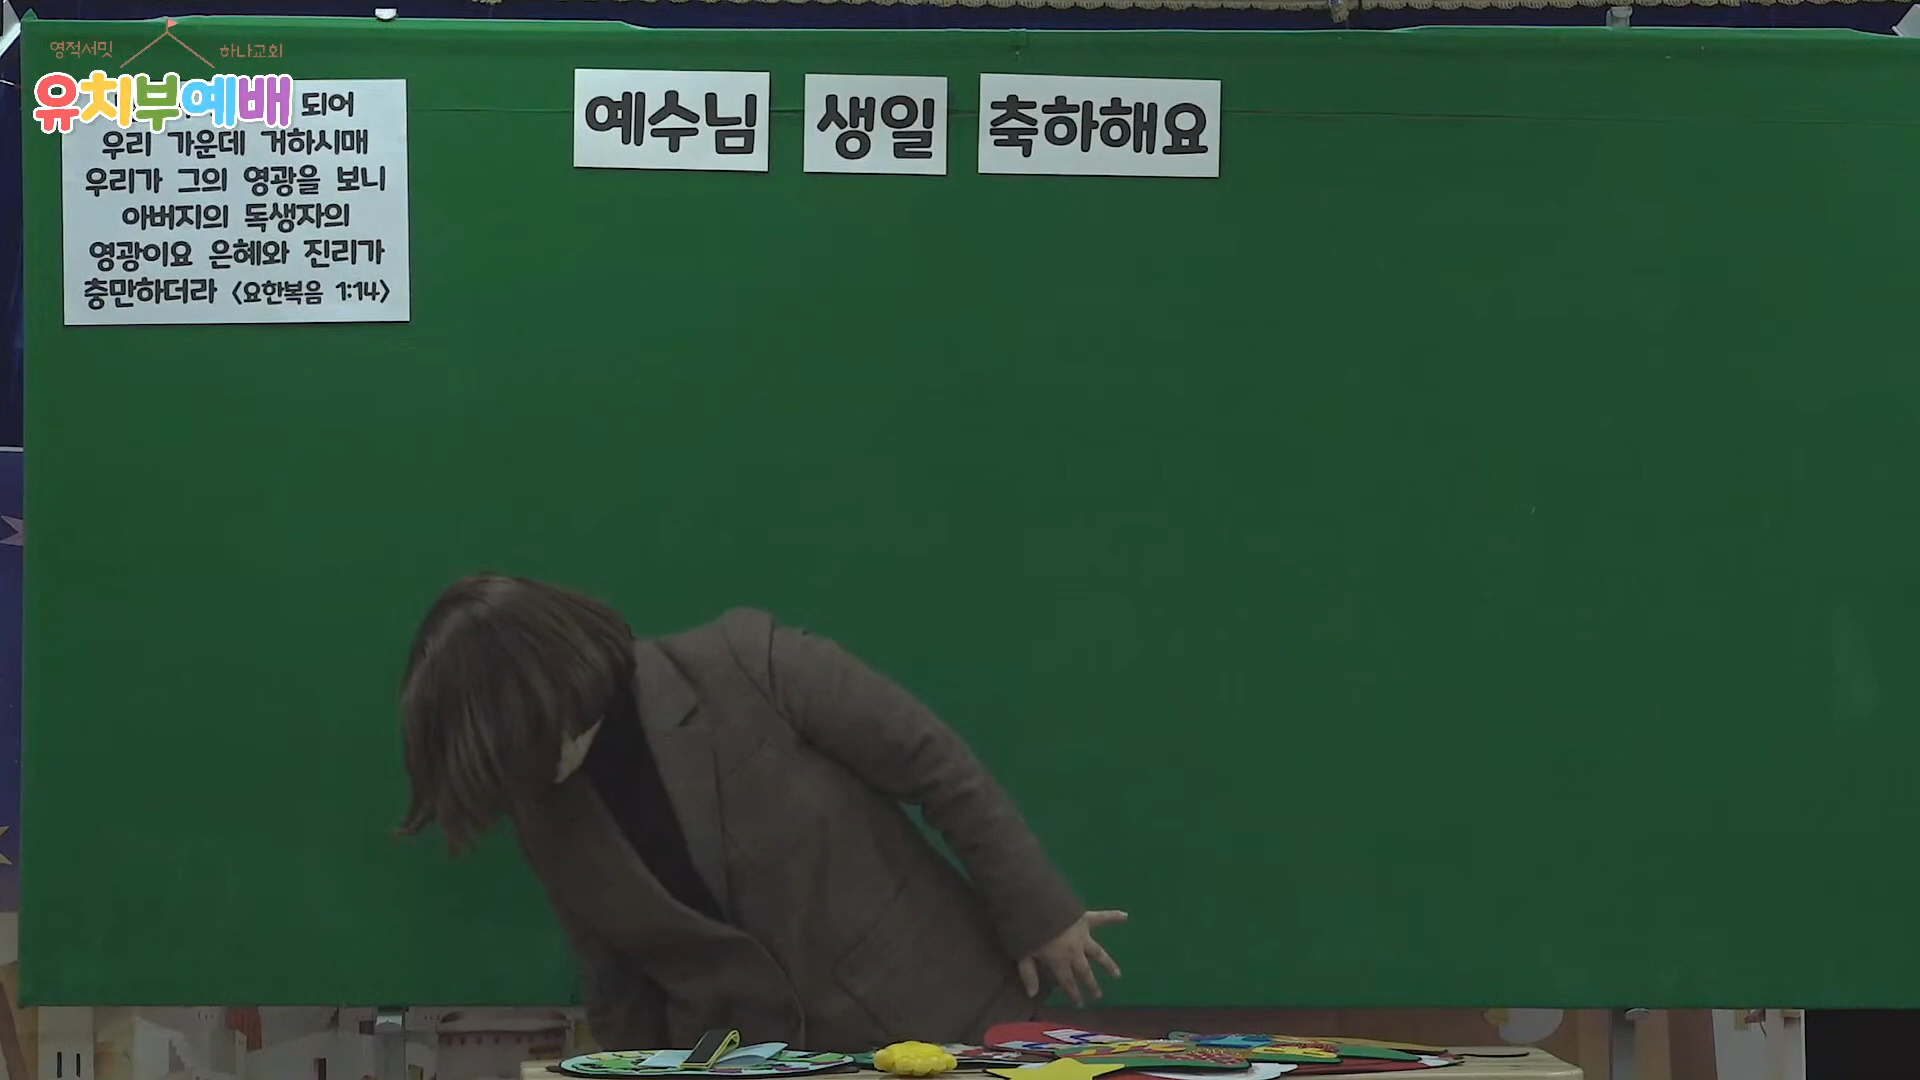 영적서밋 하나교회
유치부예배
되어
우리 가운데 거하시매
우리가 그의 영광을 보니
아버지의 독생자의
영광이요 은혜와 진리가
충만하더라 <요한복음 1:14>
예수님 생일 축하해요